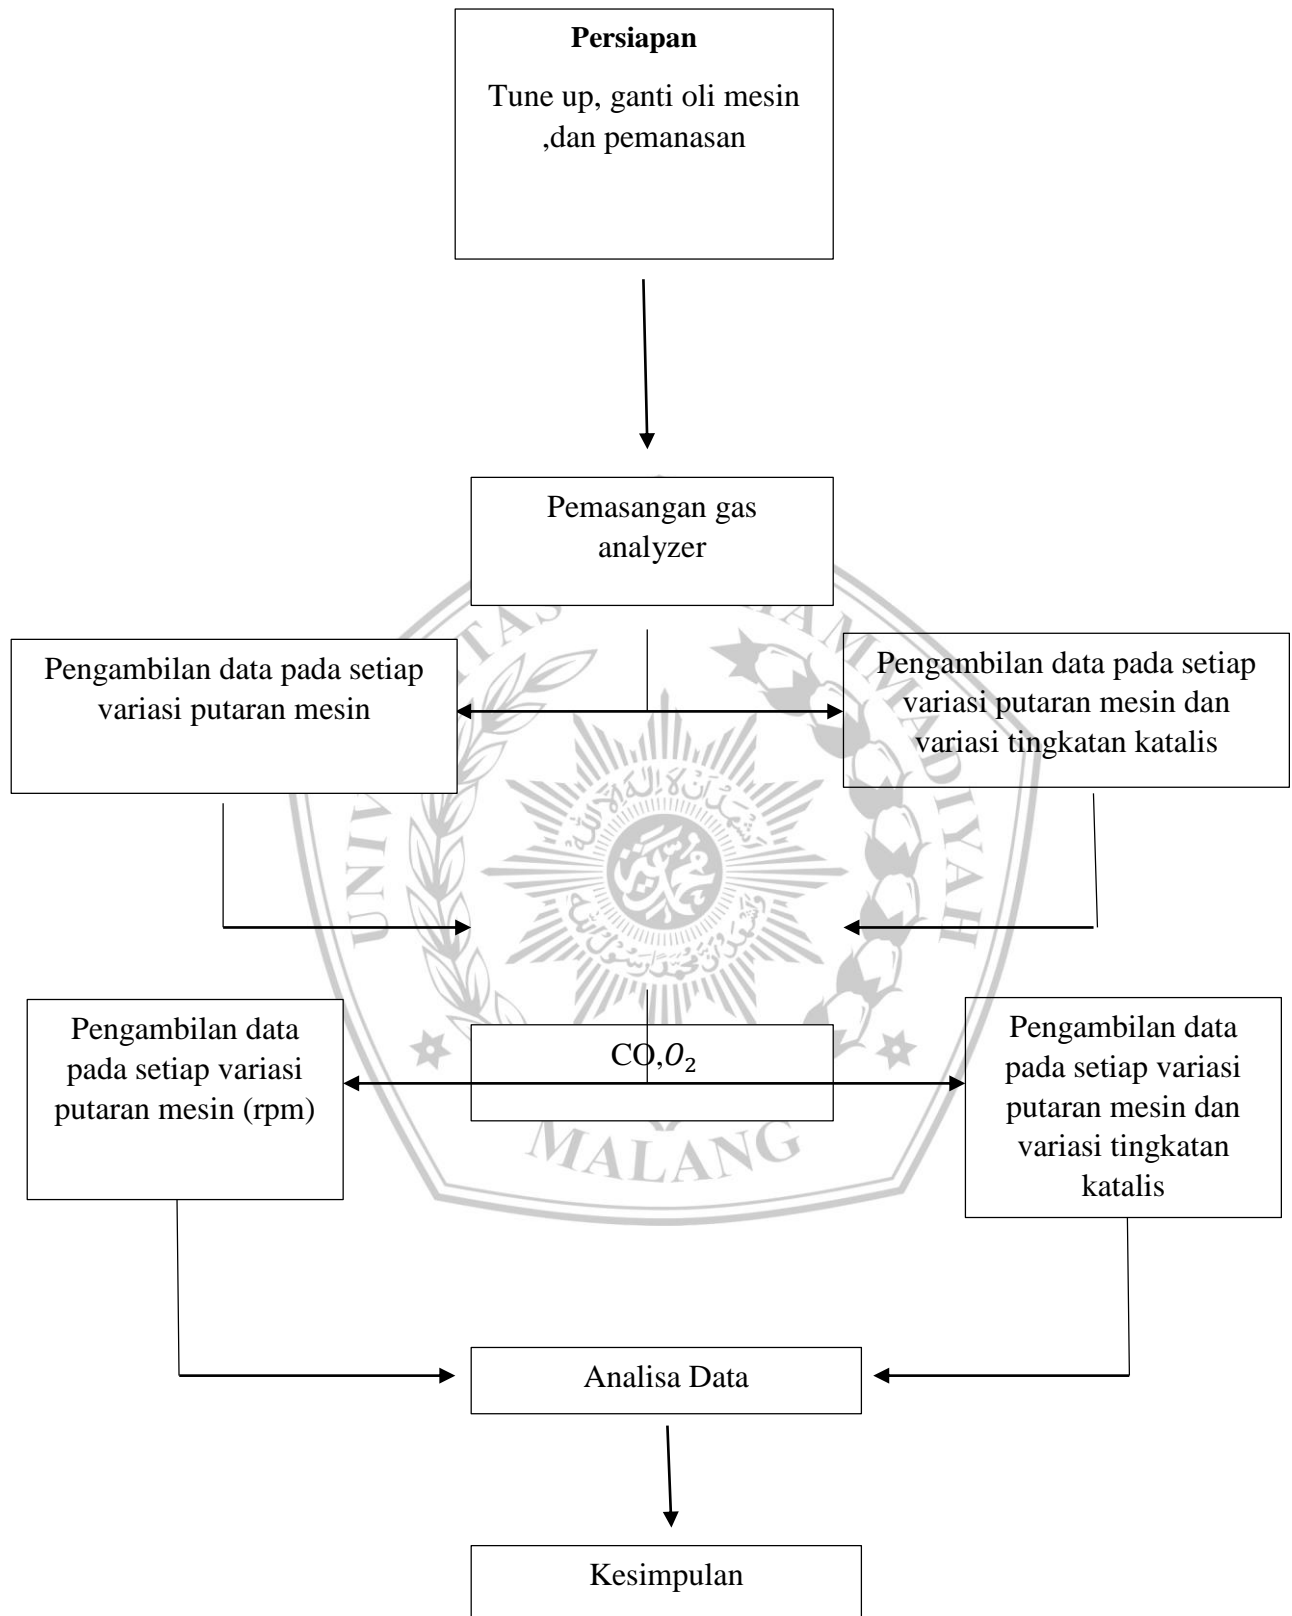 Persiapan
Tune up, ganti oli mesin
,dan pemanasan
Pemasangan gas
analyzer
Pengambilan data pada setiap
variasi putaran mesin
Pengambilan data pada setiap
variasi putaran mesin dan
variasi tingkatan katalis
Pengambilan data
pada setiap variasi
putaran mesin (rpm)
CO,𝑂₂
Pengambilan data
pada setiap variasi
putaran mesin dan
variasi tingkatan
katalis
MALANG
Analisa Data
Kesimpulan